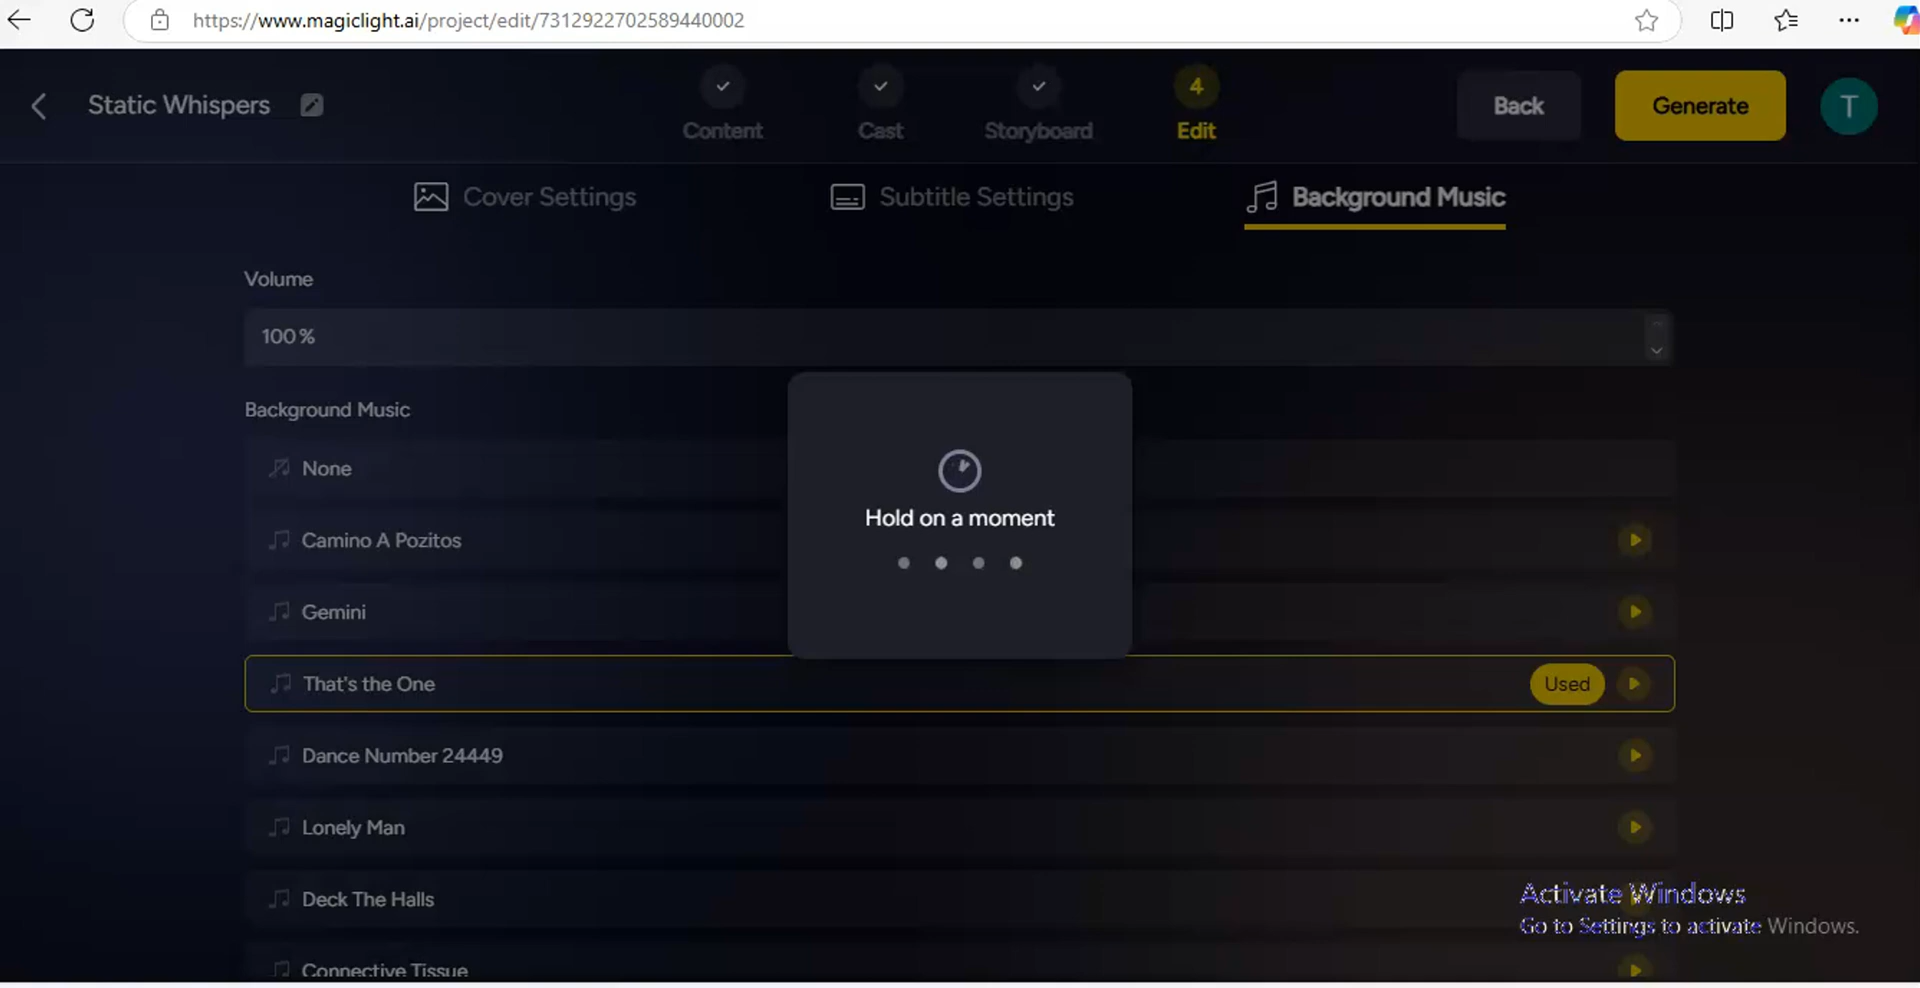 https://www.magiclight.ai/project/edit/7312922702589440002
Static Whispers
Content
Cast
Storyboard
4
Edit
Back
Generate
T
Cover Settings
Subtitle Settings
Background Music
Volume
100%
Background Music
None
Camino A Pozitos
Gemini
Hold on a moment
That's the One
Used
Dance Number 24449
Lonely Man
Deck The Halls
Connective Tissue
Activate Windows
Go to Settings to activate Windows.